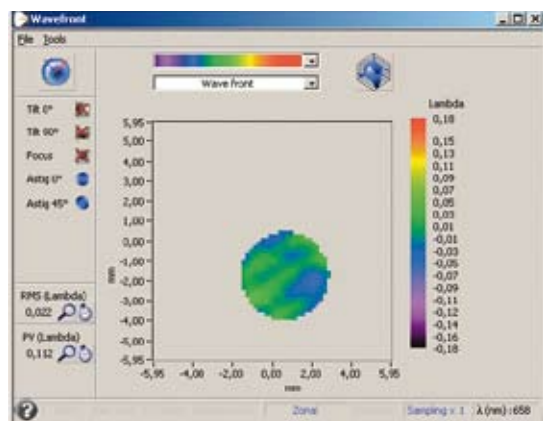 Wavefront
File Tools
Wave front
Tilt 0°
Tilt 90°
Focus
Astig 0°
Astig 45°
RMS (Lambda)
0,022
PV (Lambda)
0,112
5,95
5,00
4,00
3,00
2,00
1,00
0,00
-1,00
-2,00
-3,00
-4,00
-5,00
-5,95
mm
-5,95 -4,00 -2,00 0,00 2,00 4,00 5,95
mm
Lambda
0,18
0,15
0,13
0,11
0,09
0,07
0,05
0,03
0,01
-0,01
-0,03
-0,05
-0,07
-0,09
-0,11
-0,12
-0,14
-0,16
-0,18
Zonal
Sampling x 1
λ (nm) :658